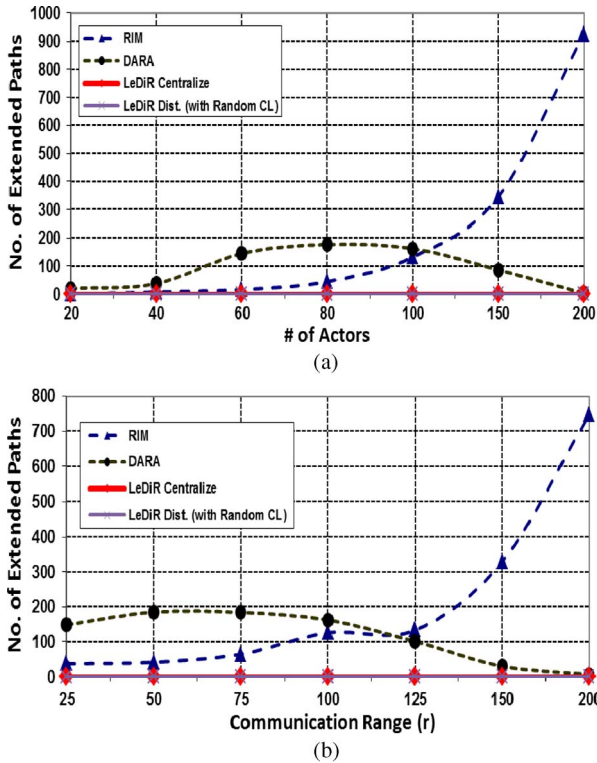 1000
900
800
700
600
500
400
300
200
100
0
No. of Extended Paths
RIM
DARA
LeDiR Centralize
LeDiR Dist. (with Random CL)
20 40 60 80 100 150 200
# of Actors
(a)
800
700
600
500
400
300
200
100
0
No. of Extended Paths
RIM
DARA
LeDiR Centralize
LeDiR Dist. (with Random CL)
25 50 75 100 125 150 200
Communication Range (r)
(b)